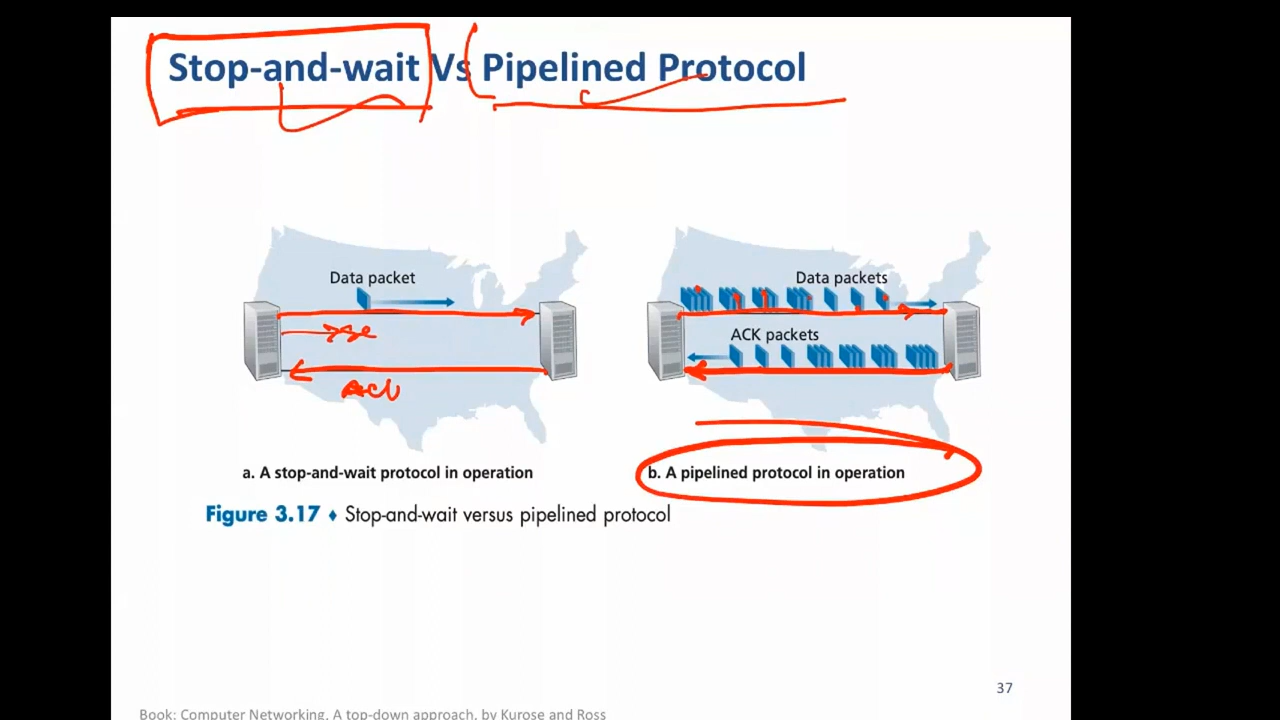 Stop-and-wait Vs Pipelined Protocol
Data packet
ACK
a. A stop-and-wait protocol in operation
Data packets
ACK packets
b. A pipelined protocol in operation
Figure 3.17 ♦ Stop-and-wait versus pipelined protocol
37
Book: Computer Networking, A top-down approach, by Kurose and Ross